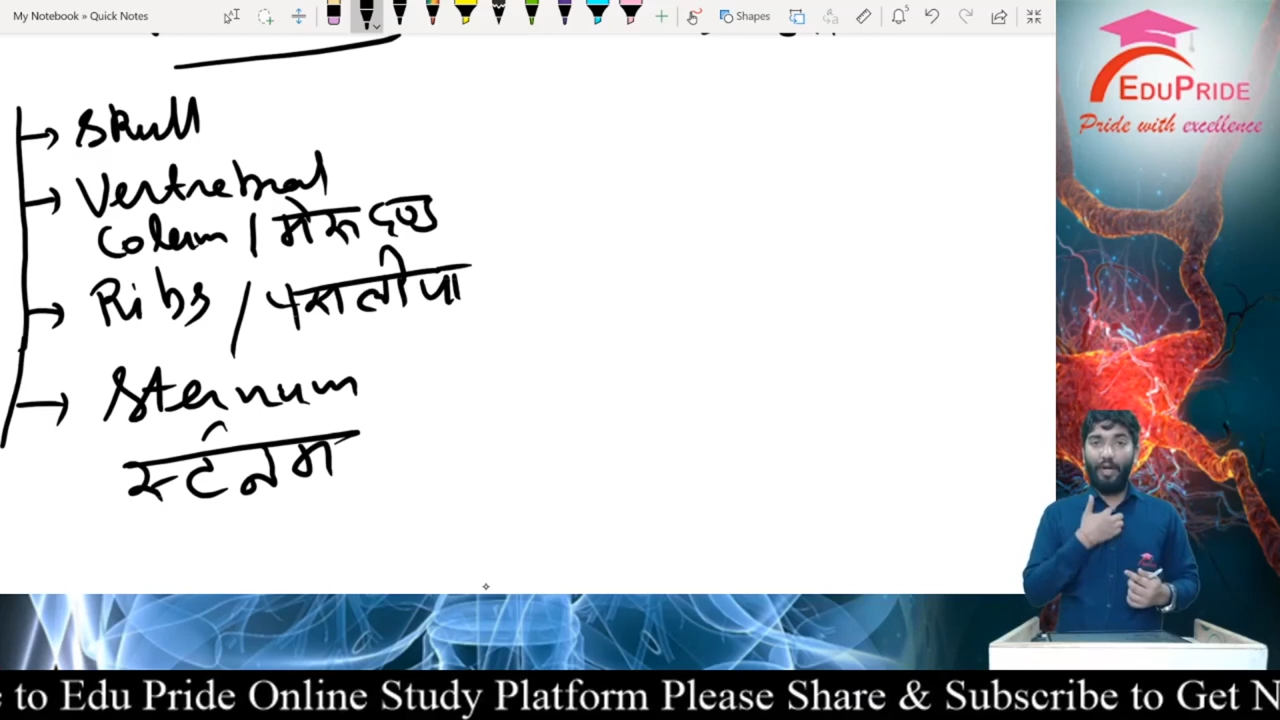 My Notebook » Quick Notes
Shapes
5
Skull
Vertrebral
Colum / मेरू दण्ड
Ribs / पसलीया
Sternum
स्टर्नम
EDUPRIDE
Pride with excellence
e to Edu Pride Online Study Platform Please Share & Subscribe to Get N